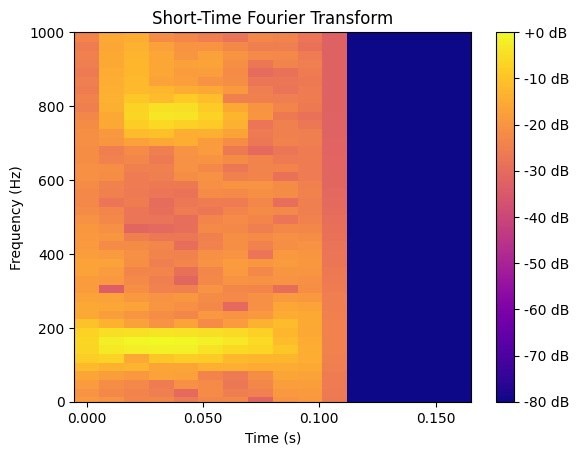 Short-Time Fourier Transform
1000
800
600
400
200
0
Frequency (Hz)
0.000
0.050
0.100
0.150
Time (s)
+0 dB
-10 dB
-20 dB
-30 dB
-40 dB
-50 dB
-60 dB
-70 dB
-80 dB